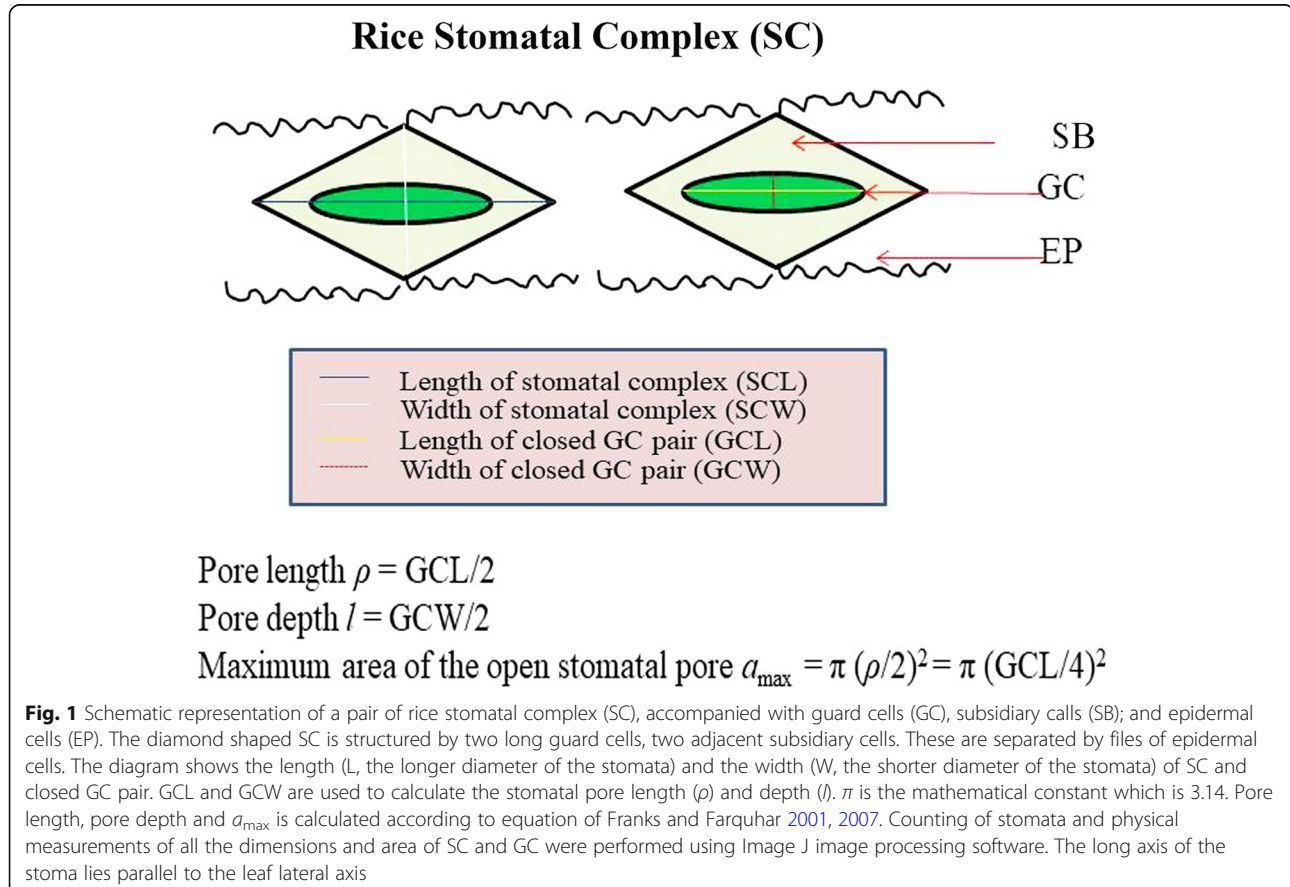 Rice Stomatal Complex (SC)
SB
GC
EP
Length of stomatal complex (SCL)
Width of stomatal complex (SCW)
Length of closed GC pair (GCL)
Width of closed GC pair (GCW)
Pore length ρ = GCL/2
Pore depth l = GCW/2
Maximum area of the open stomatal pore a_max = π (ρ/2)² = π (GCL/4)²
Fig. 1 Schematic representation of a pair of rice stomatal complex (SC), accompanied with guard cells (GC), subsidiary calls (SB); and epidermal
cells (EP). The diamond shaped SC is structured by two long guard cells, two adjacent subsidiary cells. These are separated by files of epidermal
cells. The diagram shows the length (L, the longer diameter of the stomata) and the width (W, the shorter diameter of the stomata) of SC and
closed GC pair. GCL and GCW are used to calculate the stomatal pore length (ρ) and depth (l). π is the mathematical constant which is 3.14. Pore
length, pore depth and a_max is calculated according to equation of Franks and Farquhar 2001, 2007. Counting of stomata and physical
measurements of all the dimensions and area of SC and GC were performed using Image J image processing software. The long axis of the
stoma lies parallel to the leaf lateral axis